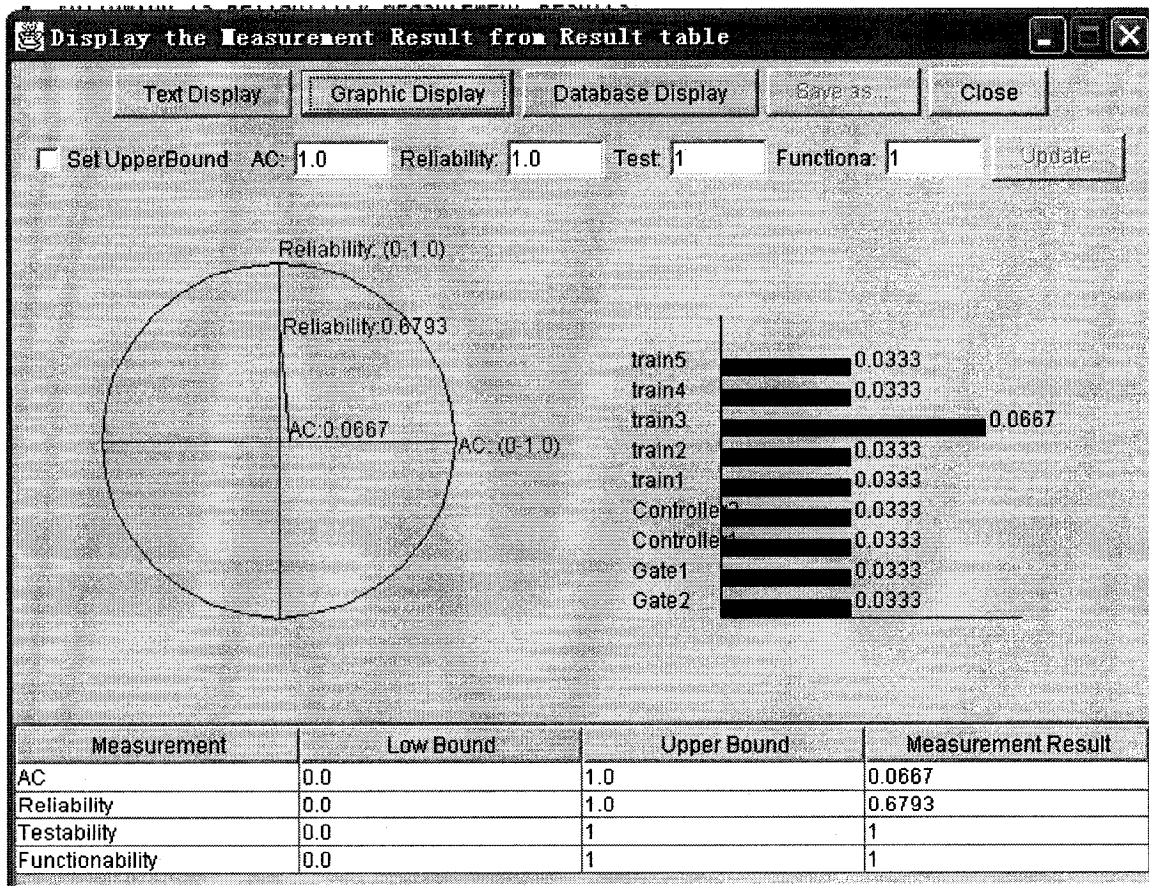 Display the Measurement Result from Result table
Text Display Graphic Display Database Display Save as... Close
Set UpperBound AC: 1.0 Reliability: 1.0 Test: 1 Functiona: 1 Update
Reliability: (0-1.0)
Reliability:0.6793
AC:0.0667
AC: (0-1.0)
train5 0.0333
train4 0.0333
train3 0.0667
train2 0.0333
train1 0.0333
Controller2 0.0333
Controller1 0.0333
Gate1 0.0333
Gate2 0.0333
Measurement Low Bound Upper Bound Measurement Result
AC 0.0 1.0 0.0667
Reliability 0.0 1.0 0.6793
Testability 0.0 1 1
Functionability 0.0 1 1